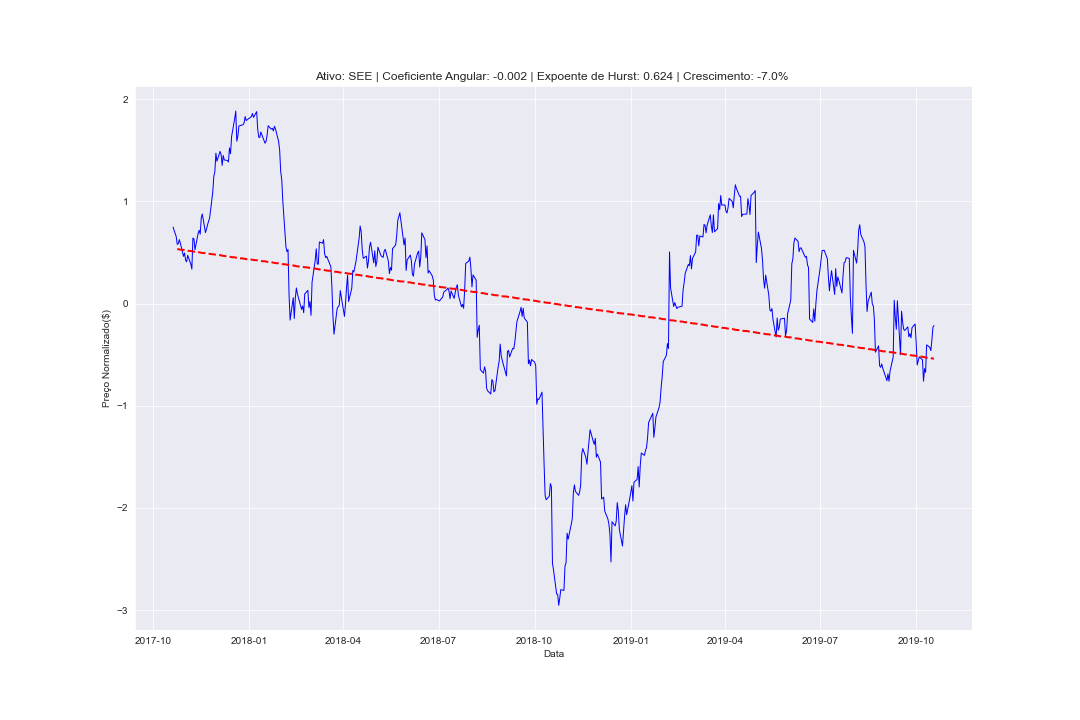 Ativo: SEE | Coeficiente Angular: -0.002 | Expoente de Hurst: 0.624 | Crescimento: -7.0%
2
1
0
−1
−2
−3
Preço Normalizado($)
2017-10 2018-01 2018-04 2018-07 2018-10 2019-01 2019-04 2019-07 2019-10
Data